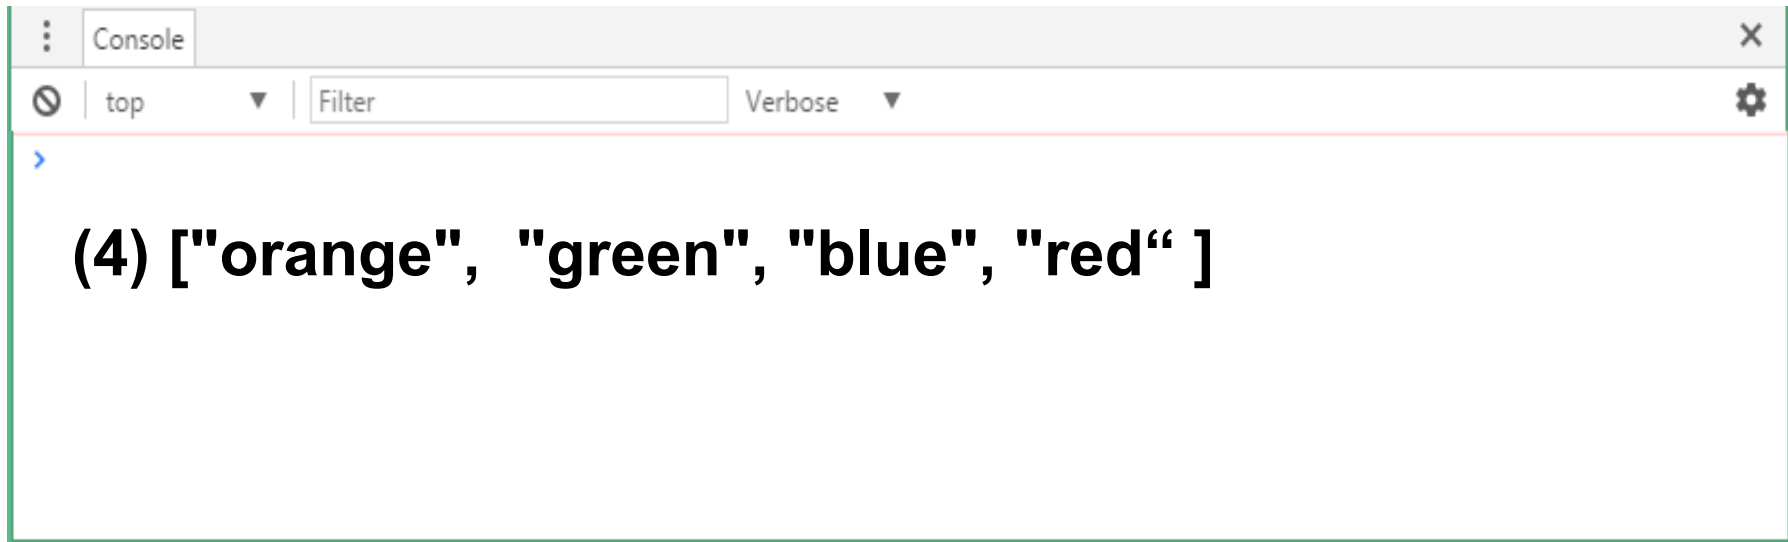 Console
top Filter Verbose
(4) ["orange",  "green", "blue", "red“ ]